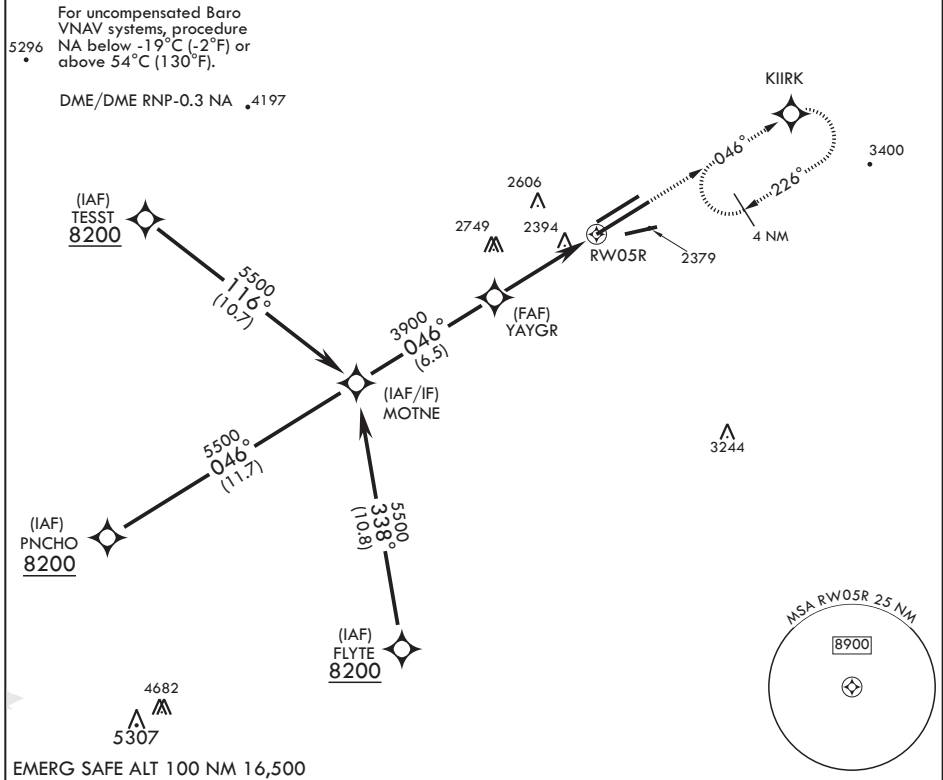 For uncompensated Baro
VNAV systems, procedure
NA below -19°C (-2°F) or
above 54°C (130°F).
5296
DME/DME RNP-0.3 NA
4197
KIIRK
046°
3400
226°
4 NM
(IAF)
TESST
8200
2606
2749
2394
RW05R
2379
5500
116°
(10.7)
(FAF)
YAYGR
3900
046°
(6.5)
(IAF/IF)
MOTNE
3244
5500
046°
(11.7)
5500
338°
(10.8)
(IAF)
PNCHO
8200
(IAF)
FLYTE
8200
MSA RW05R 25 NM
8900
4682
5307
EMERG SAFE ALT 100 NM 16,500